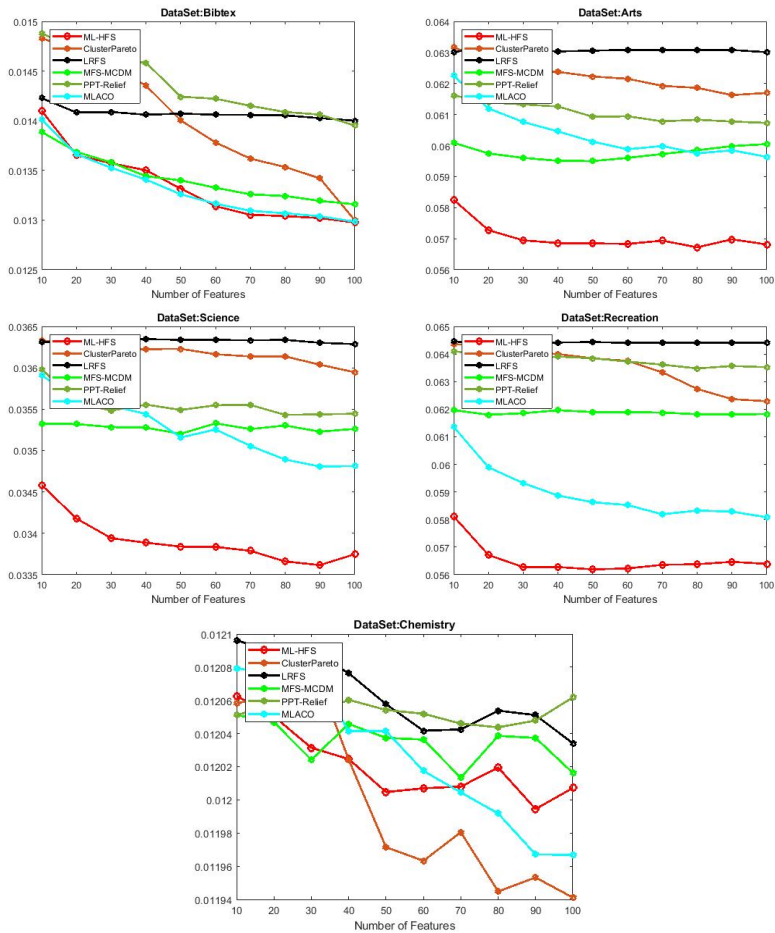 DataSet:Bibtex
0.015
0.0145
0.014
0.0135
0.013
0.0125
ML-HFS
ClusterPareto
LRFS
MFS-MCDM
PPT-Relief
MLACO
10 20 30 40 50 60 70 80 90 100
Number of Features
DataSet:Arts
0.064
0.063
0.062
0.061
0.06
0.059
0.058
0.057
0.056
ML-HFS
ClusterPareto
LRFS
MFS-MCDM
PPT-Relief
MLACO
10 20 30 40 50 60 70 80 90 100
Number of Features
DataSet:Science
0.0365
0.036
0.0355
0.035
0.0345
0.034
0.0335
ML-HFS
ClusterPareto
LRFS
MFS-MCDM
PPT-Relief
MLACO
10 20 30 40 50 60 70 80 90 100
Number of Features
DataSet:Recreation
0.065
0.064
0.063
0.062
0.061
0.06
0.059
0.058
0.057
0.056
ML-HFS
ClusterPareto
LRFS
MFS-MCDM
PPT-Relief
MLACO
10 20 30 40 50 60 70 80 90 100
Number of Features
DataSet:Chemistry
0.0121
0.01208
0.01206
0.01204
0.01202
0.012
0.01198
0.01196
0.01194
ML-HFS
ClusterPareto
LRFS
MFS-MCDM
PPT-Relief
MLACO
10 20 30 40 50 60 70 80 90 100
Number of Features